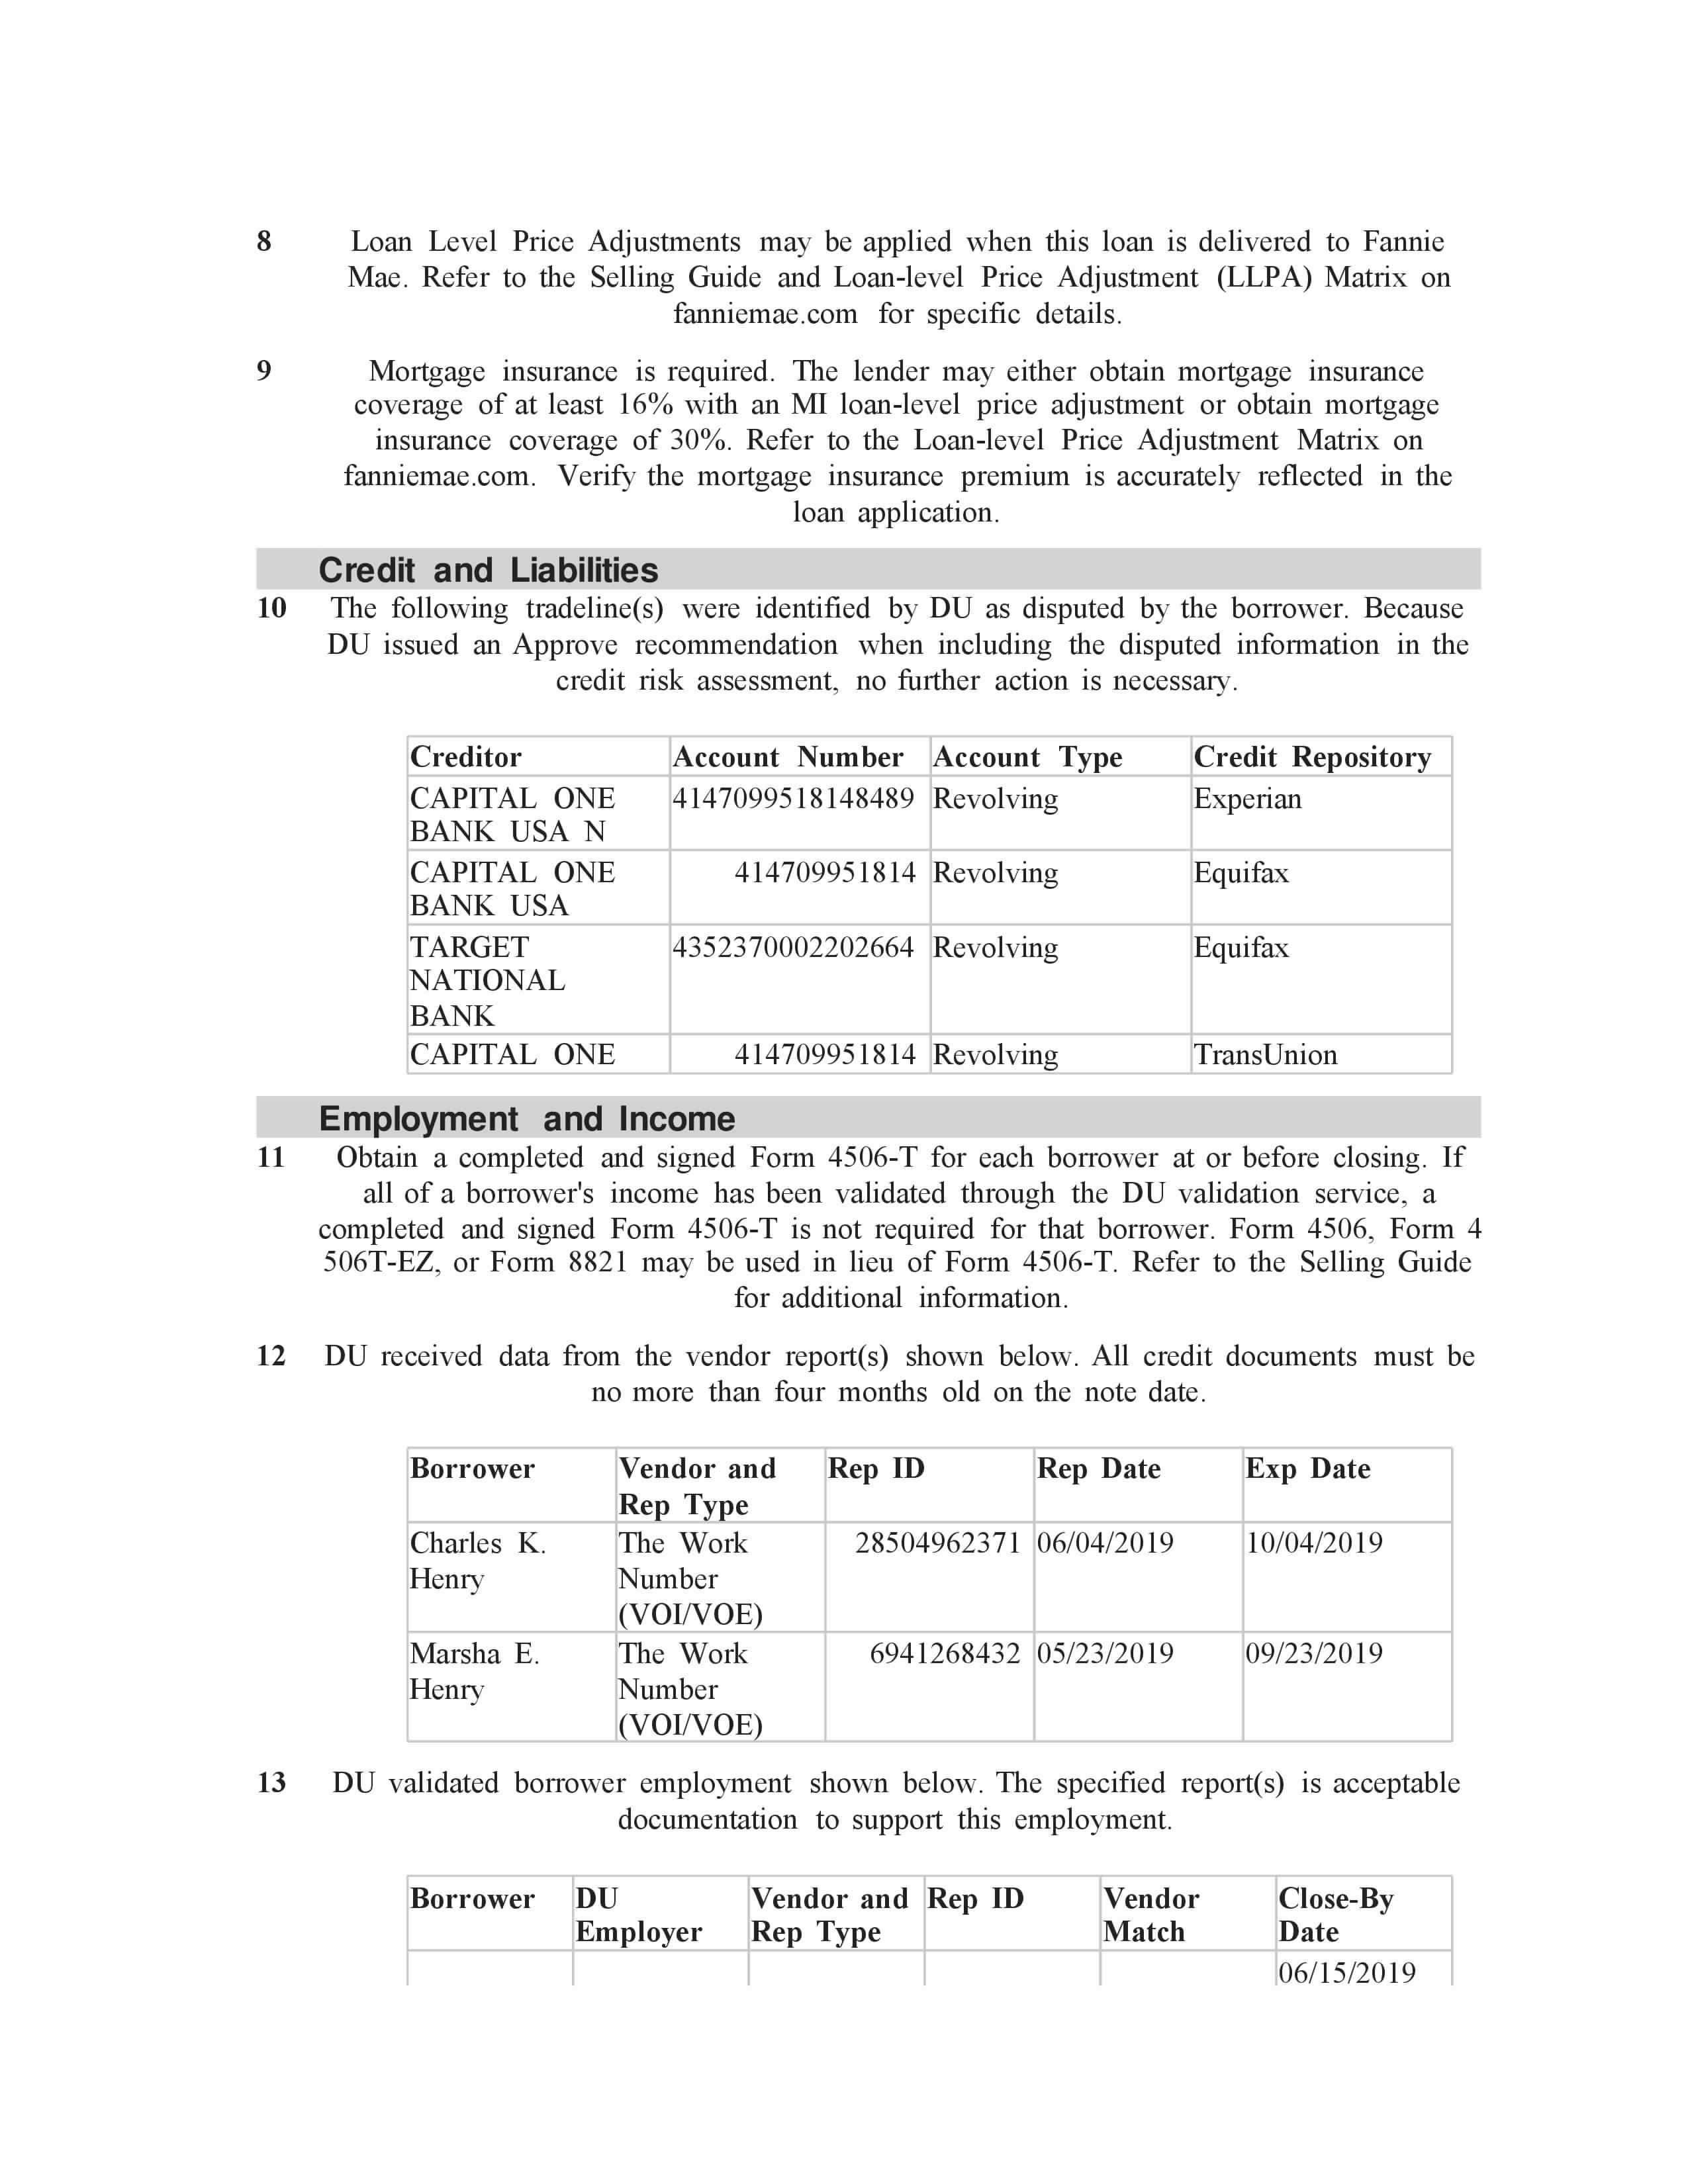 8 Loan Level Price Adjustments may be applied when this loan is delivered to Fannie
Mae. Refer to the Selling Guide and Loan-level Price Adjustment (LLPA) Matrix on
fanniemae.com for specific details.
9 Mortgage insurance is required. The lender may either obtain mortgage insurance
coverage of at least 16% with an MI loan-level price adjustment or obtain mortgage
insurance coverage of 30%. Refer to the Loan-level Price Adjustment Matrix on
fanniemae.com. Verify the mortgage insurance premium is accurately reflected in the
loan application.
Credit and Liabilities
10 The following tradeline(s) were identified by DU as disputed by the borrower. Because
DU issued an Approve recommendation when including the disputed information in the
credit risk assessment, no further action is necessary.
Creditor Account Number Account Type Credit Repository
CAPITAL ONE 4147099518148489 Revolving Experian
BANK USA N
CAPITAL ONE 414709951814 Revolving Equifax
BANK USA
TARGET 4352370002202664 Revolving Equifax
NATIONAL
BANK
CAPITAL ONE 414709951814 Revolving TransUnion
Employment and Income
11 Obtain a completed and signed Form 4506-T for each borrower at or before closing. If
all of a borrower's income has been validated through the DU validation service, a
completed and signed Form 4506-T is not required for that borrower. Form 4506, Form 4
506T-EZ, or Form 8821 may be used in lieu of Form 4506-T. Refer to the Selling Guide
for additional information.
12 DU received data from the vendor report(s) shown below. All credit documents must be
no more than four months old on the note date.
Borrower Vendor and Rep ID Rep Date Exp Date
Rep Type
Charles K. The Work 28504962371 06/04/2019 10/04/2019
Henry Number
(VOI/VOE)
Marsha E. The Work 6941268432 05/23/2019 09/23/2019
Henry Number
(VOI/VOE)
13 DU validated borrower employment shown below. The specified report(s) is acceptable
documentation to support this employment.
Borrower DU Vendor and Rep ID Vendor Close-By
Employer Rep Type Match Date
06/15/2019